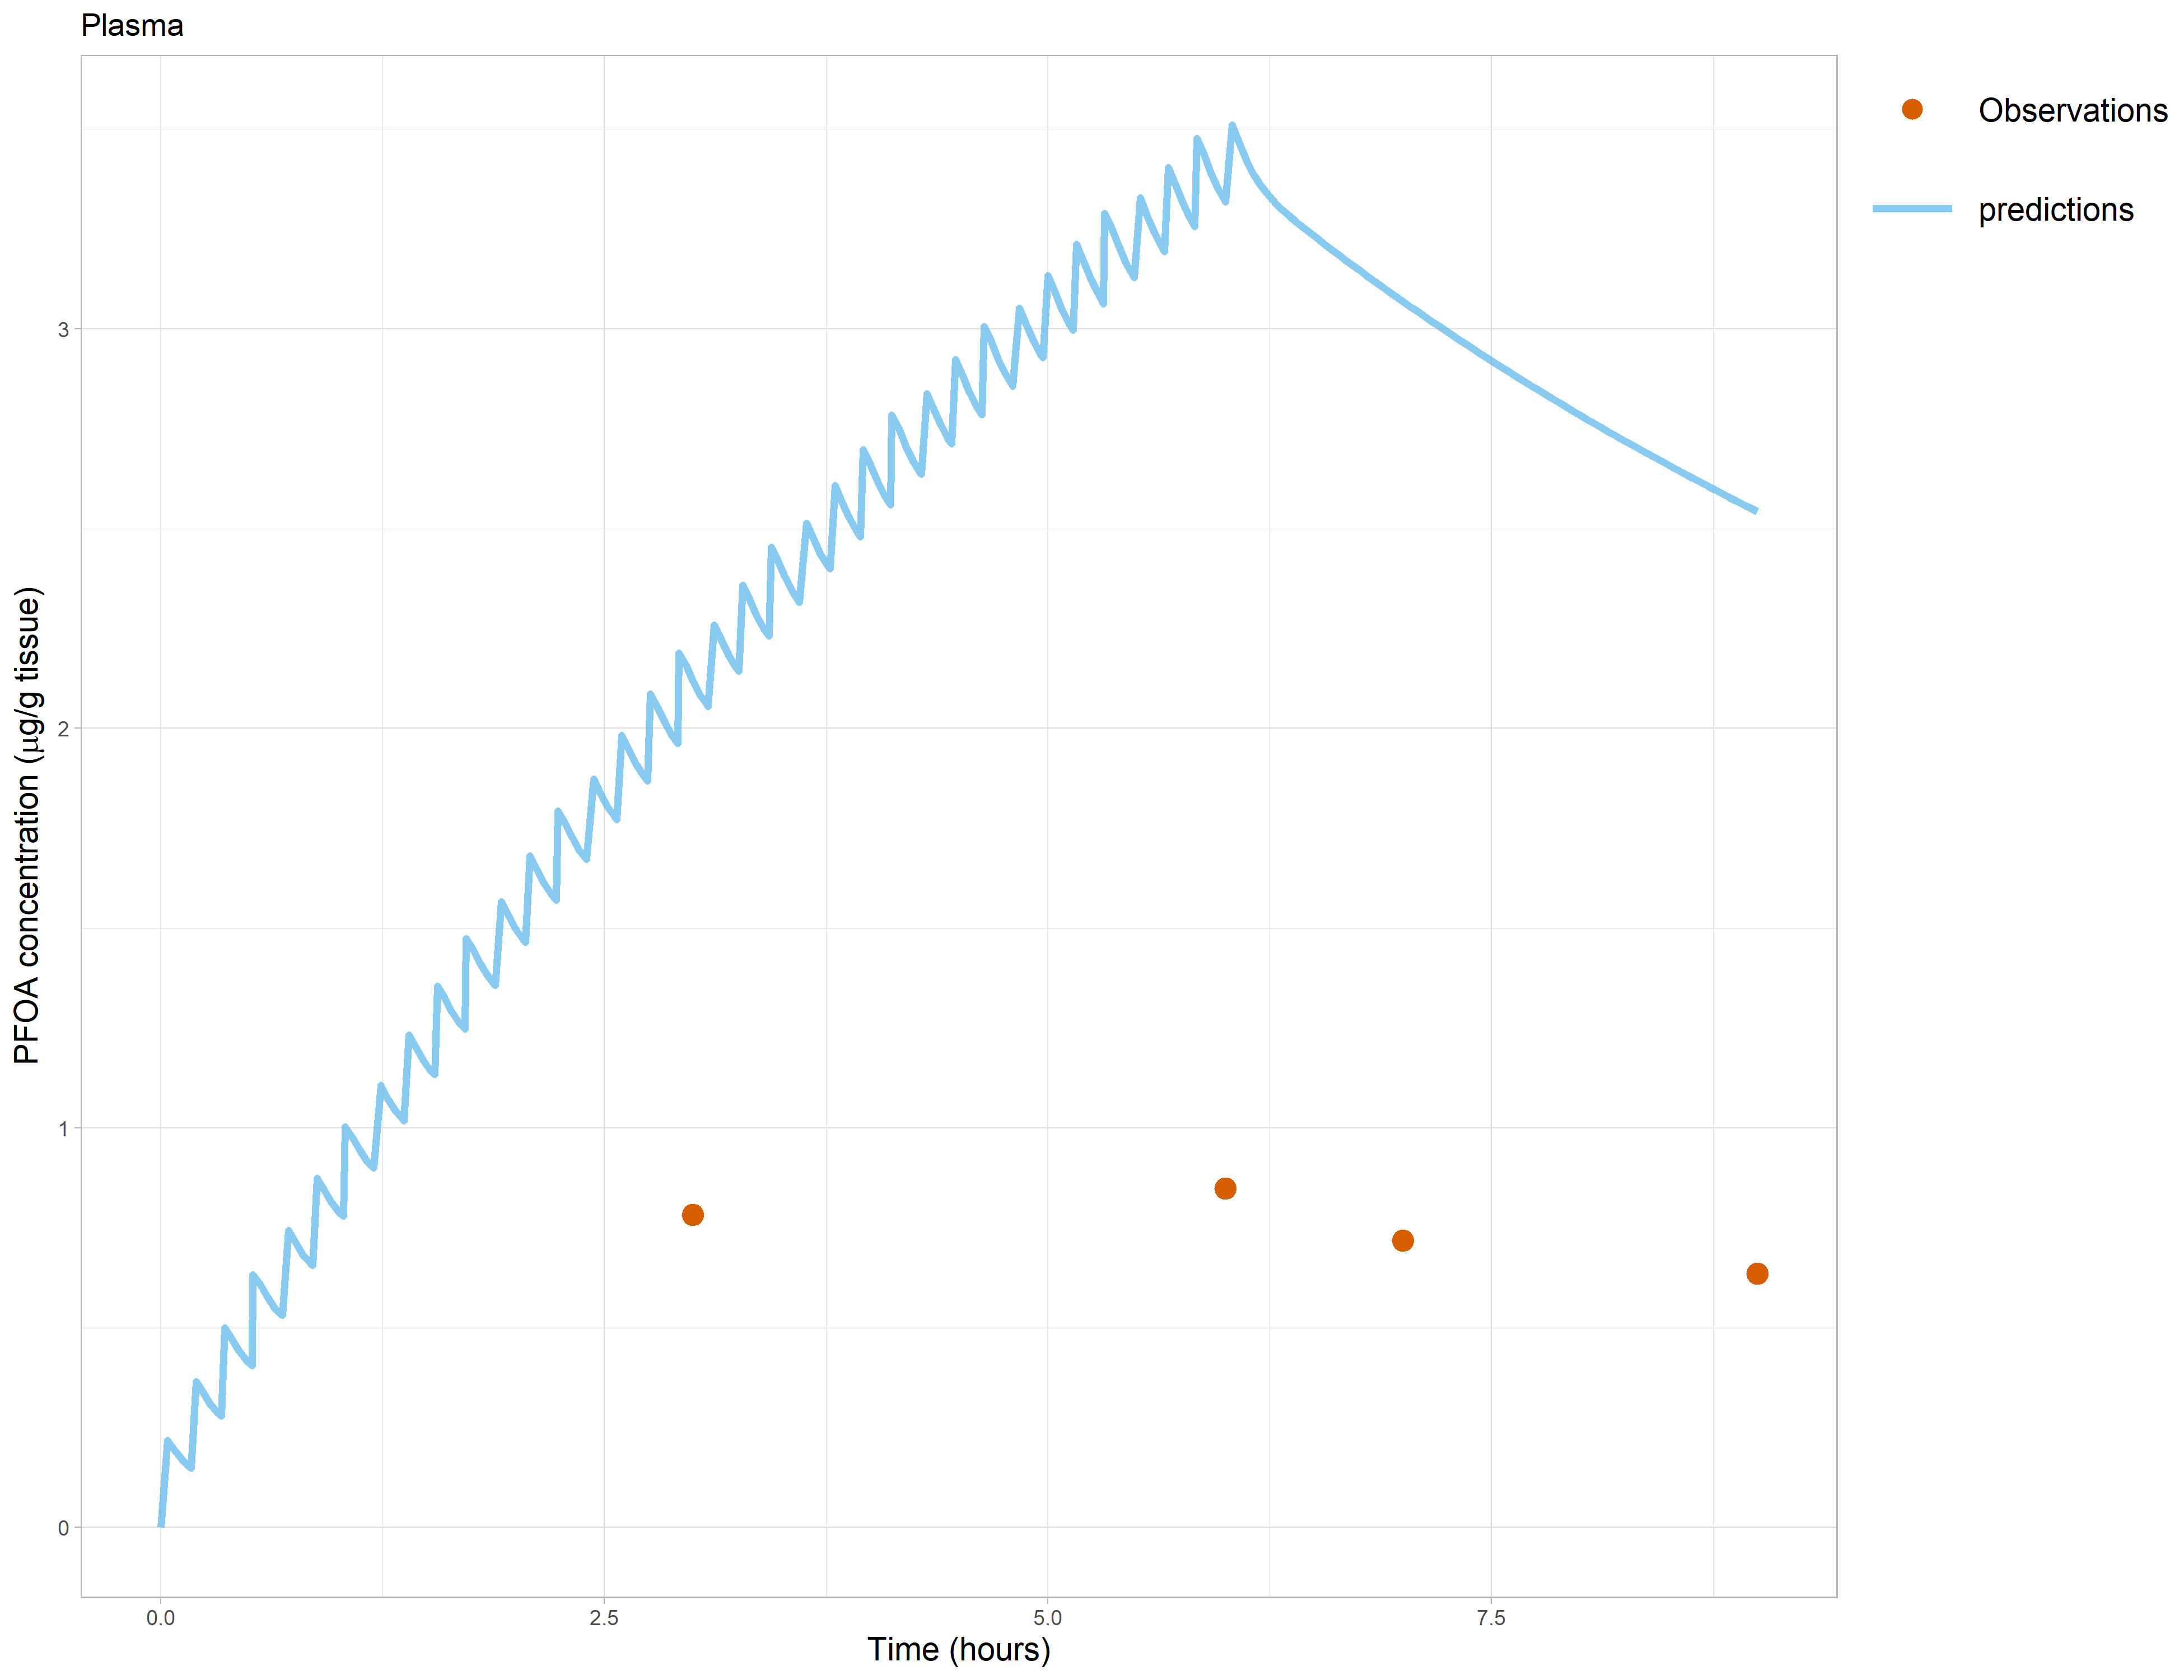 Plasma
PFOA concentration (μg/g tissue)
3
2
1
0
0.0
2.5
5.0
7.5
Time (hours)
Observations
predictions